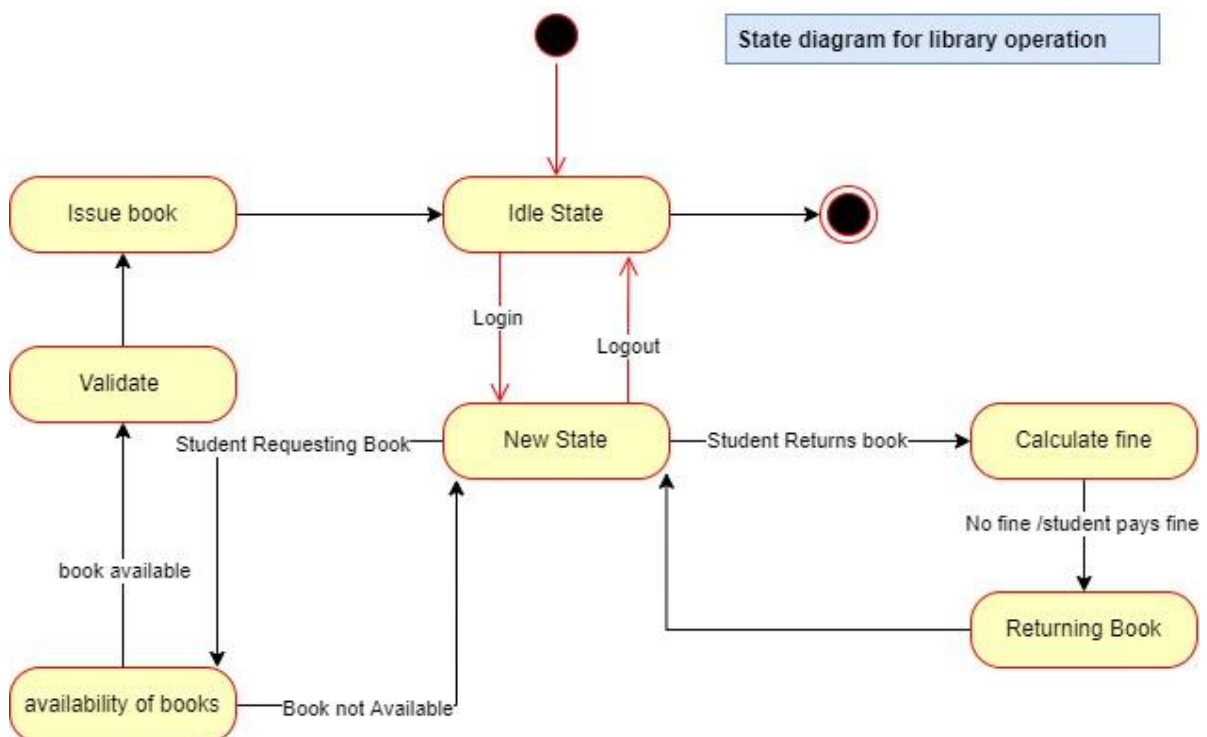 State diagram for library operation
Issue book
Idle State
Login
Logout
Validate
Student Requesting Book
New State
Student Returns book
Calculate fine
No fine /student pays fine
book available
Returning Book
availability of books
Book not Available